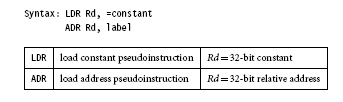 Syntax: LDR Rd, =constant
ADR Rd, label
LDR load constant pseudoinstruction Rd = 32-bit constant
ADR load address pseudoinstruction Rd = 32-bit relative address